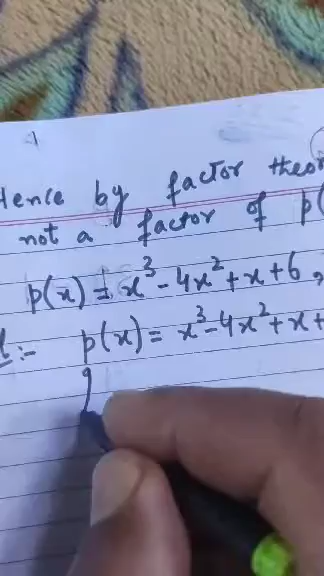 Hence by factor theo
not a factor of p(
p(x) = x³ - 4x² + x + 6,
:- p(x) = x³ - 4x² + x +
g